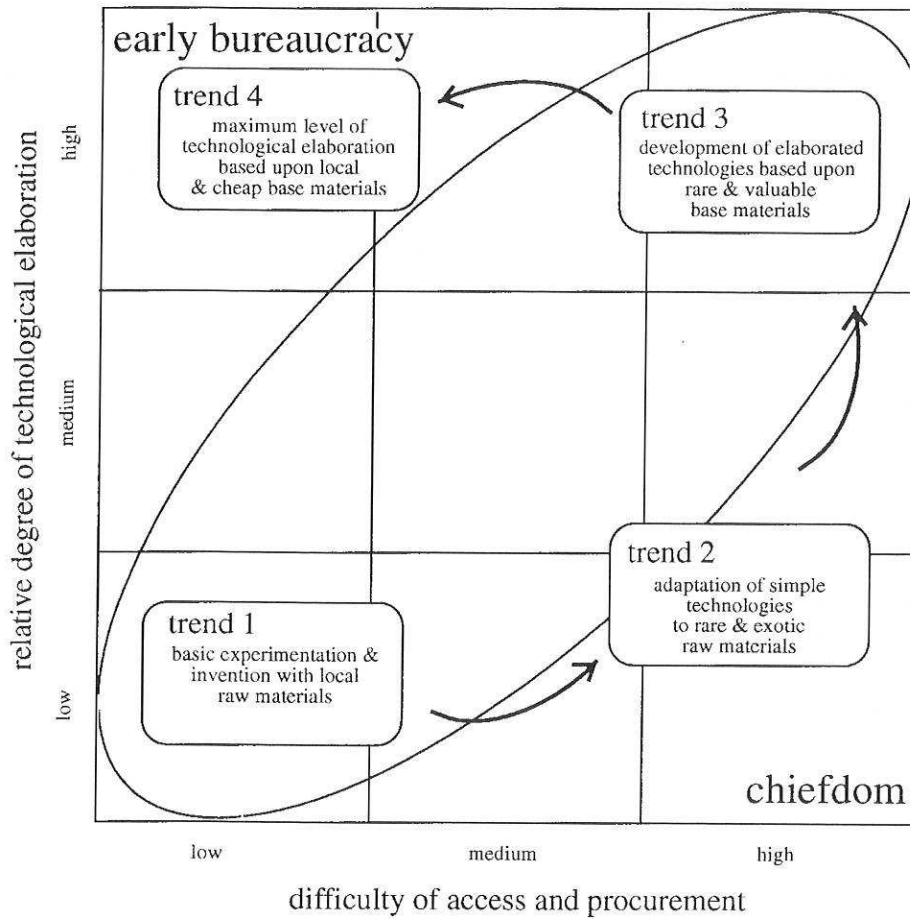 early bureaucracy
trend 4
maximum level of
technological elaboration
based upon local
& cheap base materials
trend 3
development of elaborated
technologies based upon
rare & valuable
base materials
trend 2
adaptation of simple
technologies
to rare & exotic
raw materials
trend 1
basic experimentation &
invention with local
raw materials
chiefdom
relative degree of technological elaboration
high
medium
low
low
medium
high
difficulty of access and procurement